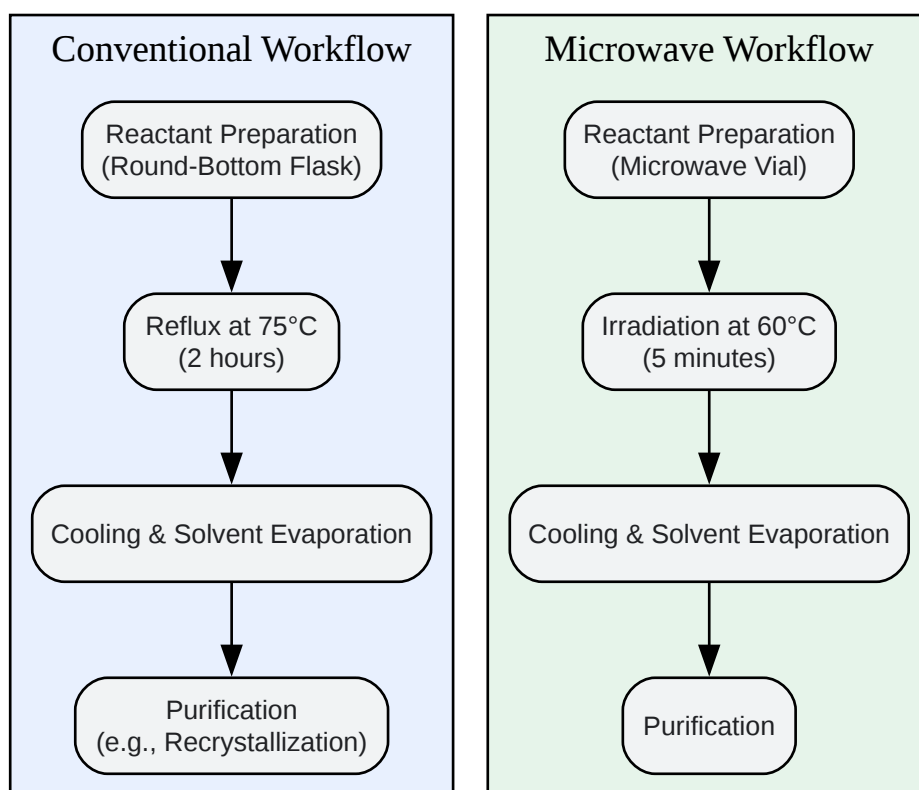 Conventional Workflow
Reactant Preparation
(Round-Bottom Flask)
Reflux at 75°C
(2 hours)
Cooling & Solvent Evaporation
Purification
(e.g., Recrystallization)
Microwave Workflow
Reactant Preparation
(Microwave Vial)
Irradiation at 60°C
(5 minutes)
Cooling & Solvent Evaporation
Purification